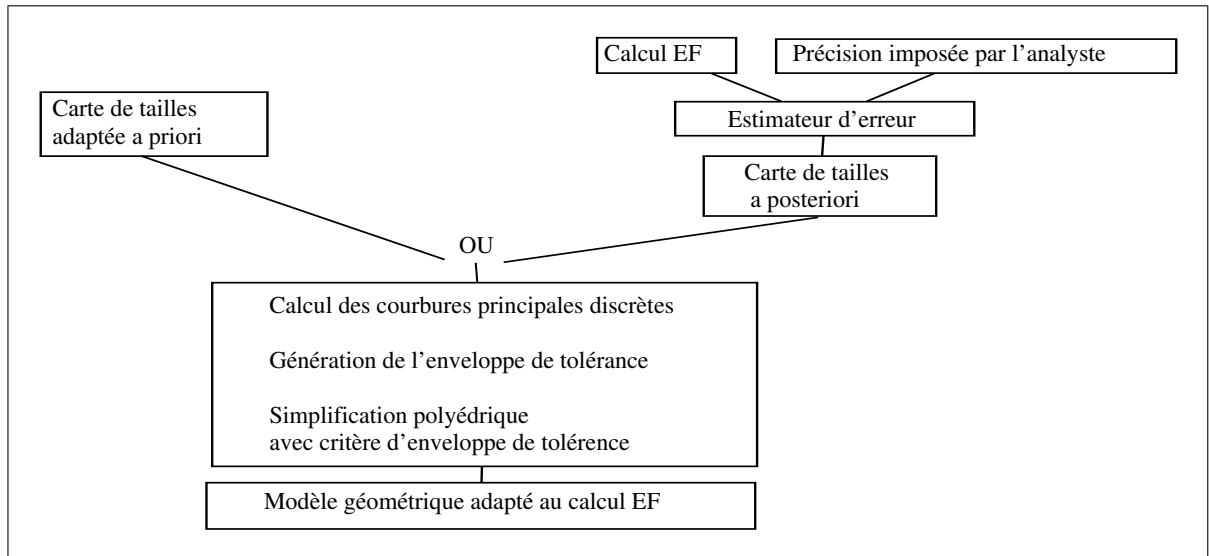 Calcul EF
Précision imposée par l'analyste
Carte de tailles
adaptée a priori
Estimateur d'erreur
Carte de tailles
a posteriori
OU
Calcul des courbures principales discrètes
Génération de l'enveloppe de tolérance
Simplification polyédrique
avec critère d'enveloppe de tolérence
Modèle géométrique adapté au calcul EF